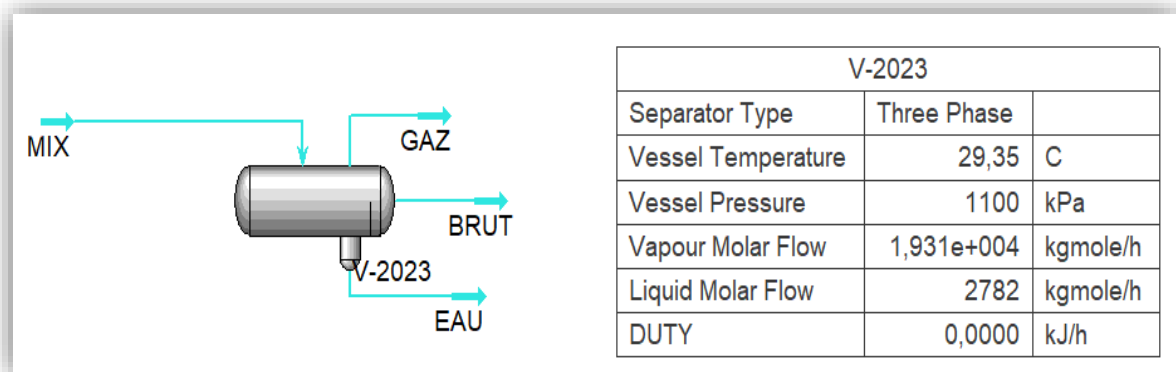 MIX
GAZ
BRUT
V-2023
EAU
V-2023
Separator Type Three Phase
Vessel Temperature 29,35 C
Vessel Pressure 1100 kPa
Vapour Molar Flow 1,931e+004 kgmole/h
Liquid Molar Flow 2782 kgmole/h
DUTY 0,0000 kJ/h